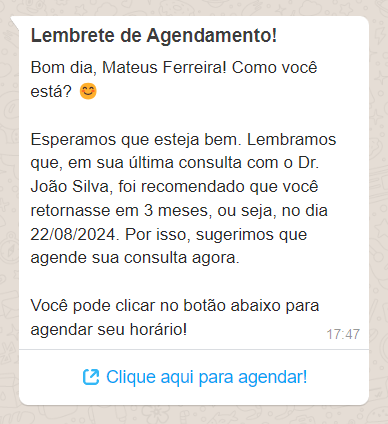 Lembrete de Agendamento!
Bom dia, Mateus Ferreira! Como você
está? 😊
Esperamos que esteja bem. Lembramos
que, em sua última consulta com o Dr.
João Silva, foi recomendado que você
retornasse em 3 meses, ou seja, no dia
22/08/2024. Por isso, sugerimos que
agende sua consulta agora.
Você pode clicar no botão abaixo para
agendar seu horário!
17:47
Clique aqui para agendar!